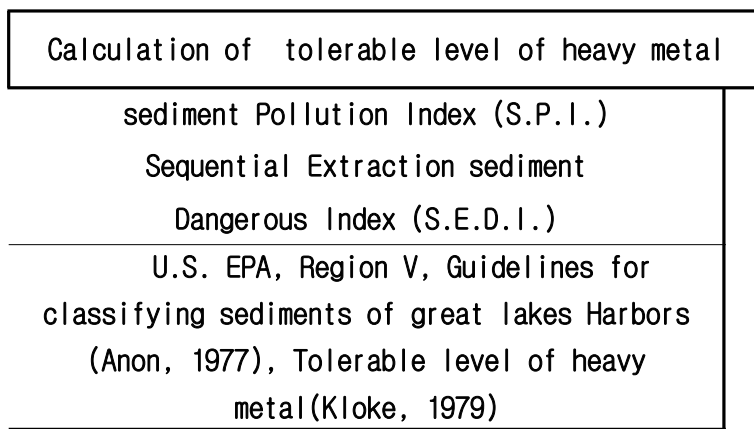 Calculation of tolerable level of heavy metal
sediment Pollution Index (S.P.I.)
Sequential Extraction sediment
Dangerous Index (S.E.D.I.)
U.S. EPA, Region V, Guidelines for
classifying sediments of great lakes Harbors
(Anon, 1977), Tolerable level of heavy
metal(Kloke, 1979)